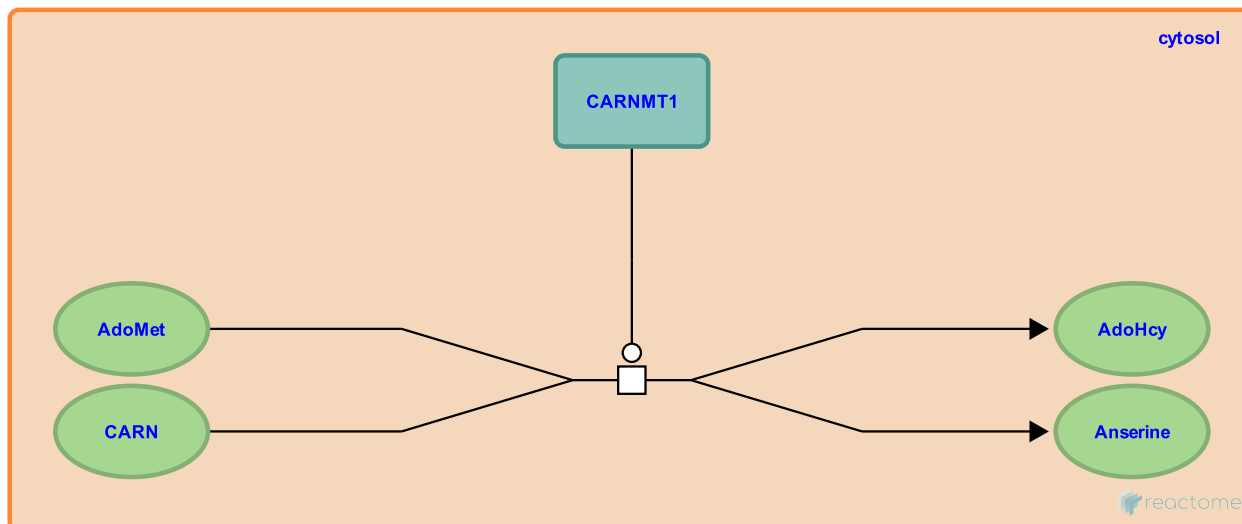 cytosol
CARNMT1
AdoMet
AdoHcy
CARN
Anserine
reactome